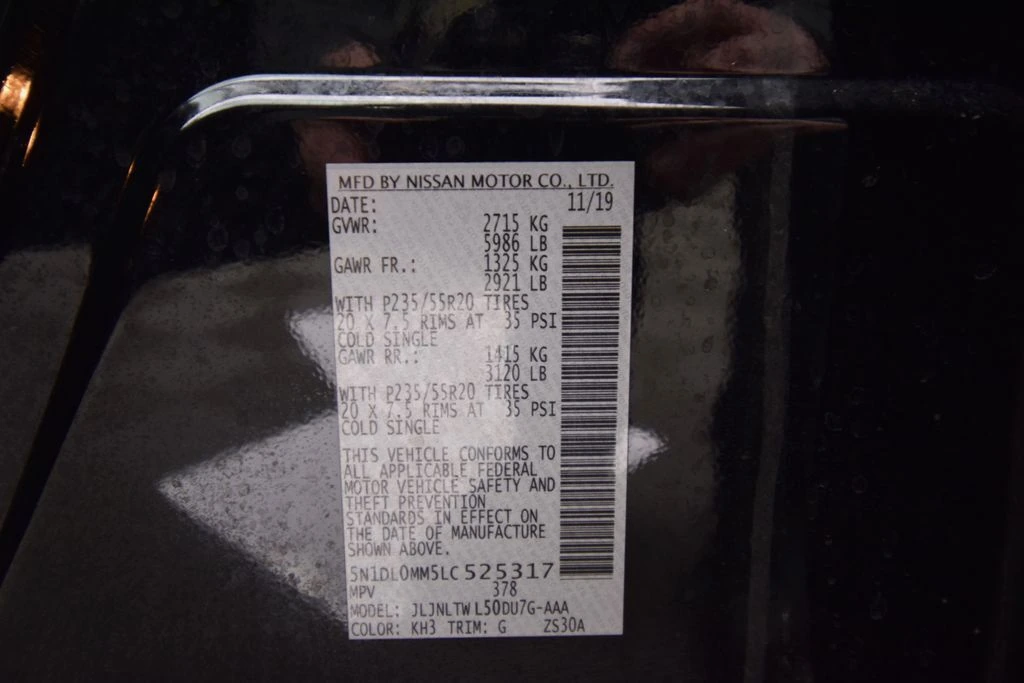 MFD BY NISSAN MOTOR CO., LTD.
DATE: 11/19
GVWR: 2715 KG
5986 LB
GAWR FR.: 1325 KG
2921 LB
WITH P235/55R20 TIRES
20 X 7.5 RIMS AT 35 PSI
COLD SINGLE
GAWR RR.: 1415 KG
3120 LB
WITH P235/55R20 TIRES
20 X 7.5 RIMS AT 35 PSI
COLD SINGLE
THIS VEHICLE CONFORMS TO
ALL APPLICABLE FEDERAL
MOTOR VEHICLE SAFETY AND
THEFT PREVENTION
STANDARDS IN EFFECT ON
THE DATE OF MANUFACTURE
SHOWN ABOVE.
5N1DL0MM5LC 525317
MPV 378
MODEL: JLJNLTW L50DU7G-AAA
COLOR: KH3 TRIM: G ZS30A